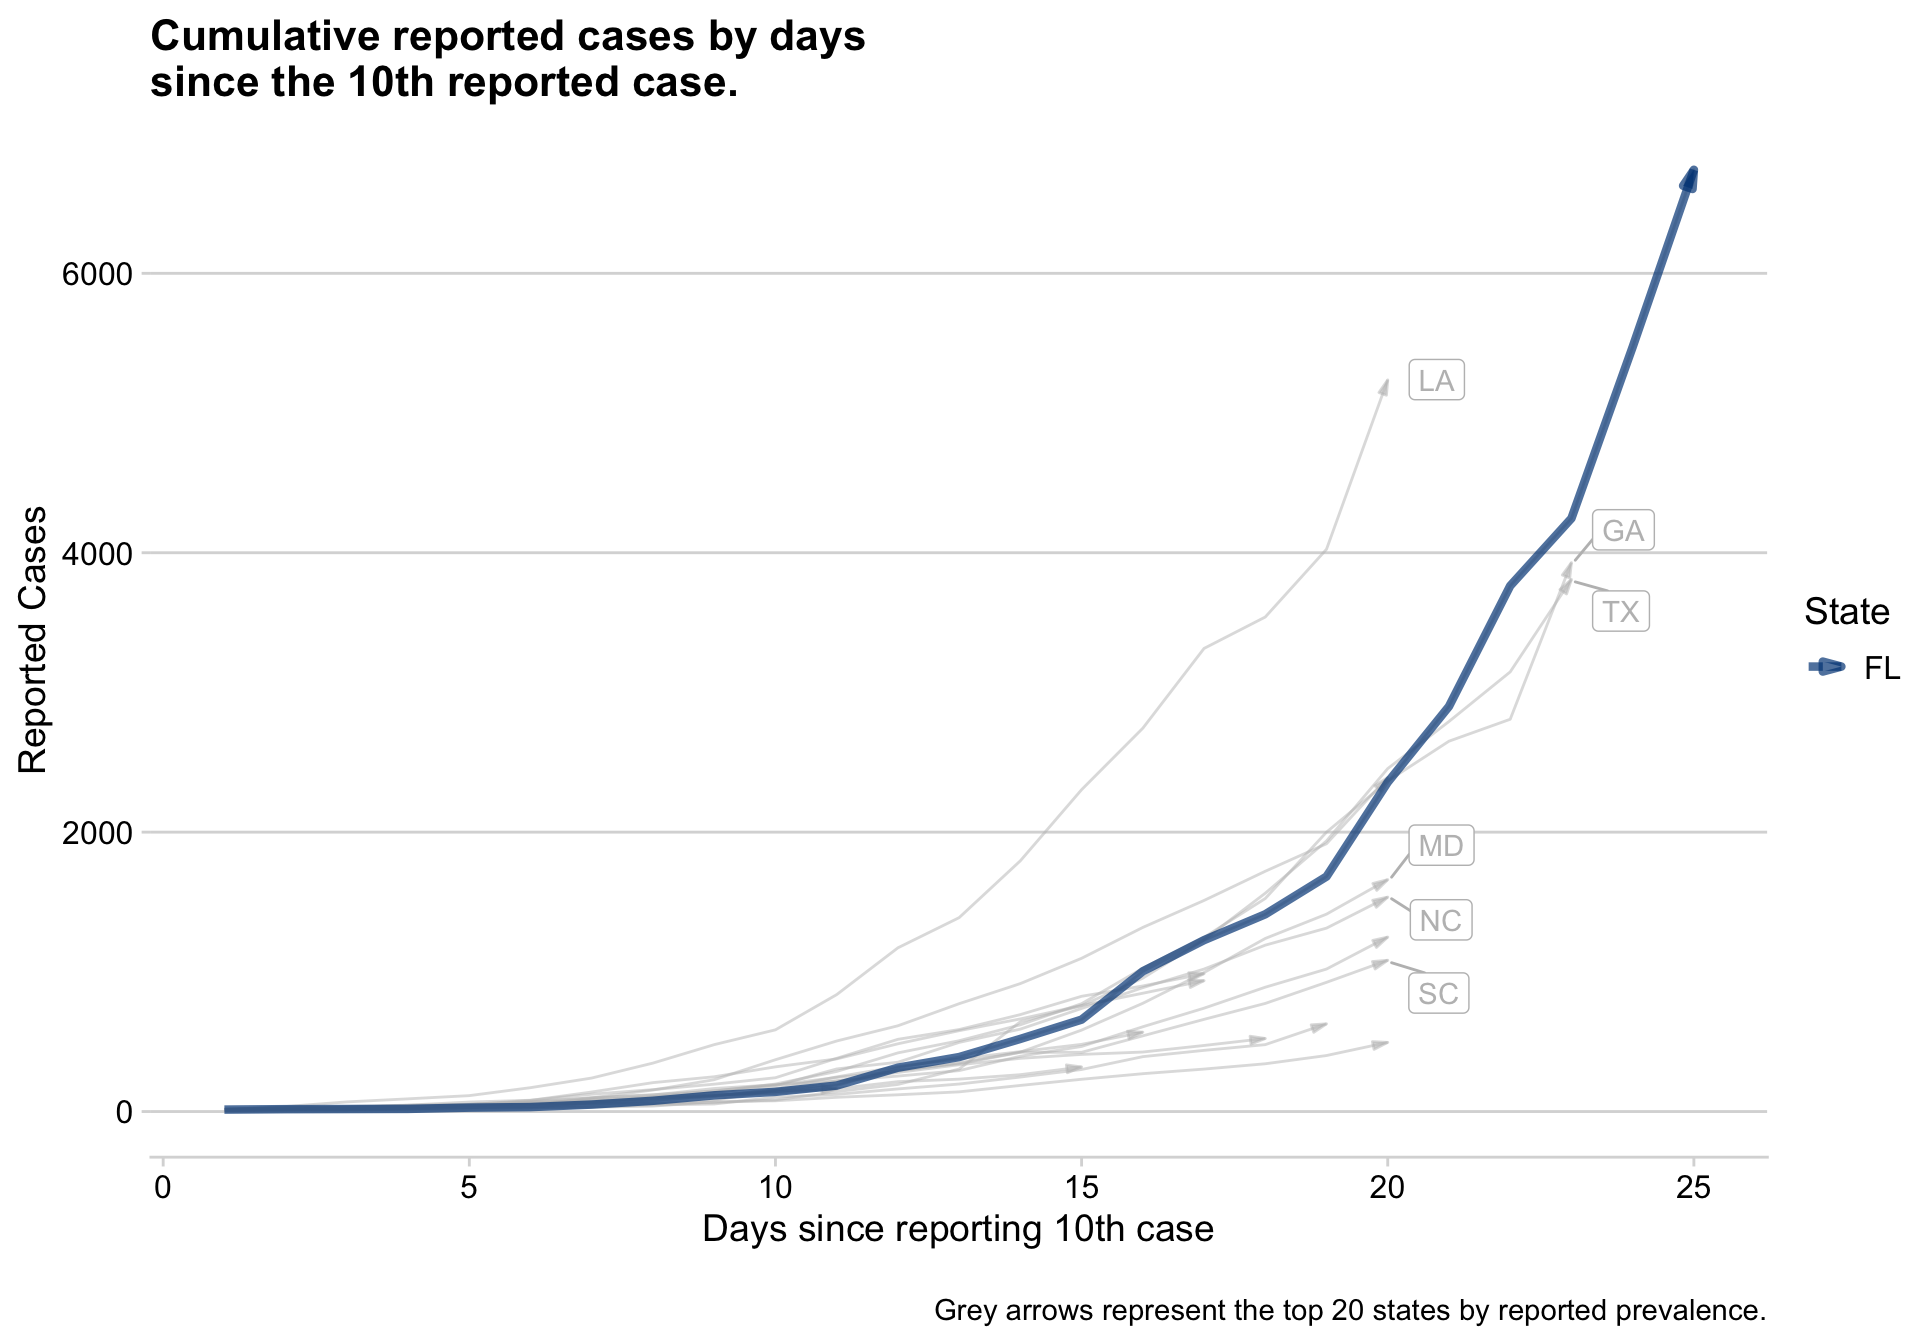 Cumulative reported cases by days
since the 10th reported case.
Reported Cases
6000
4000
2000
0
LA
GA
TX
MD
NC
SC
State
FL
0 5 10 15 20 25
Days since reporting 10th case
Grey arrows represent the top 20 states by reported prevalence.